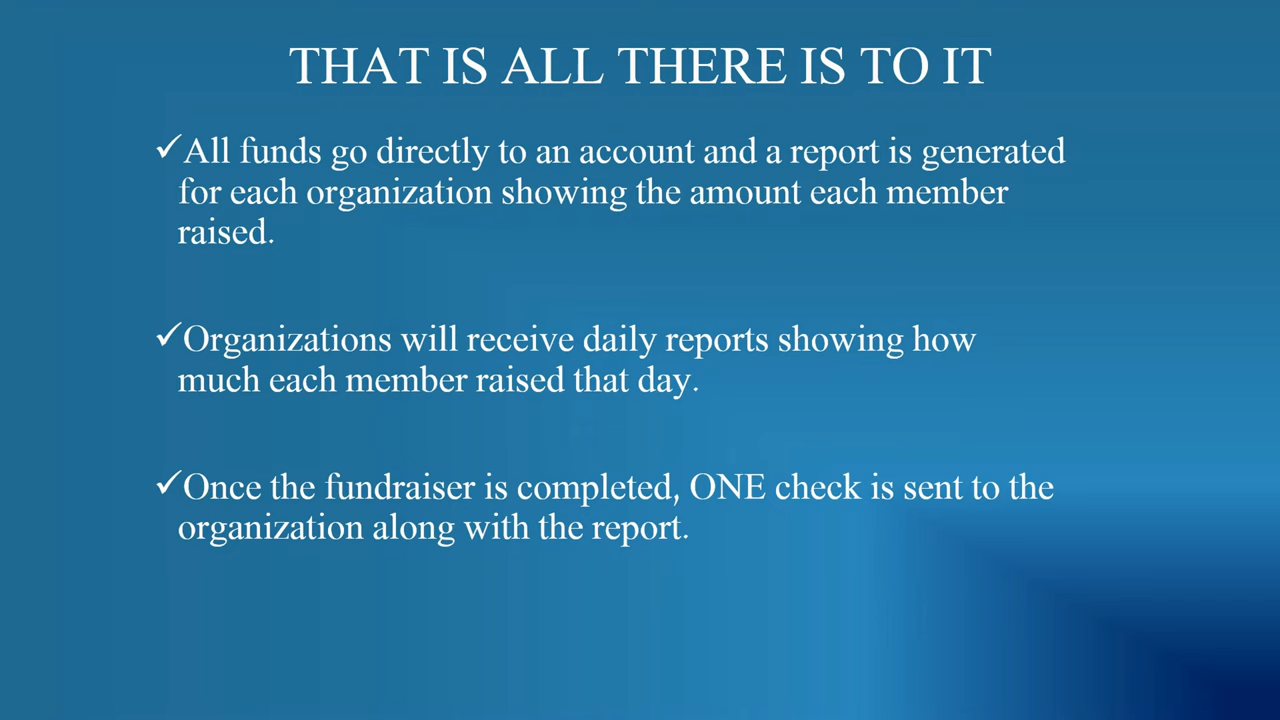 THAT IS ALL THERE IS TO IT
✓All funds go directly to an account and a report is generated
for each organization showing the amount each member
raised.
✓Organizations will receive daily reports showing how
much each member raised that day.
✓Once the fundraiser is completed, ONE check is sent to the
organization along with the report.